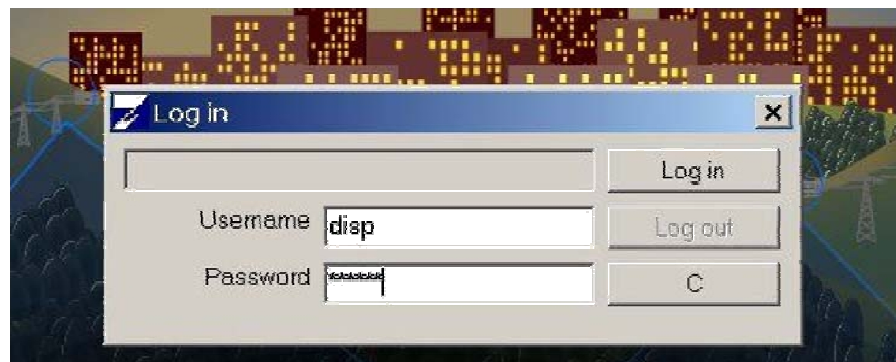 Log in
Log in
Username disp Log out
Password ******* C